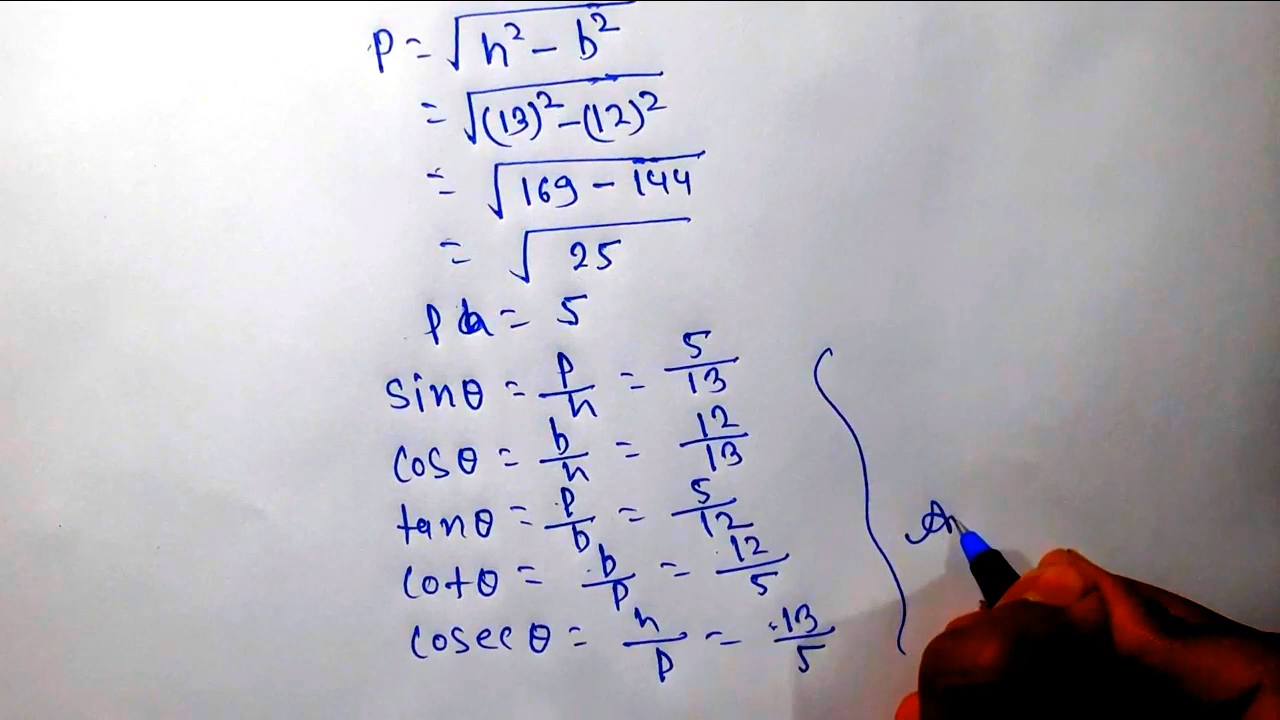 p = √h² – b²
= √(13)² – (12)²
= √169 – 144
= √25
p = 5
sinθ = p/h = 5/13
cosθ = b/h = 12/13
tanθ = p/b = 5/12
cotθ = b/p = 12/5
cosecθ = h/p = 13/5